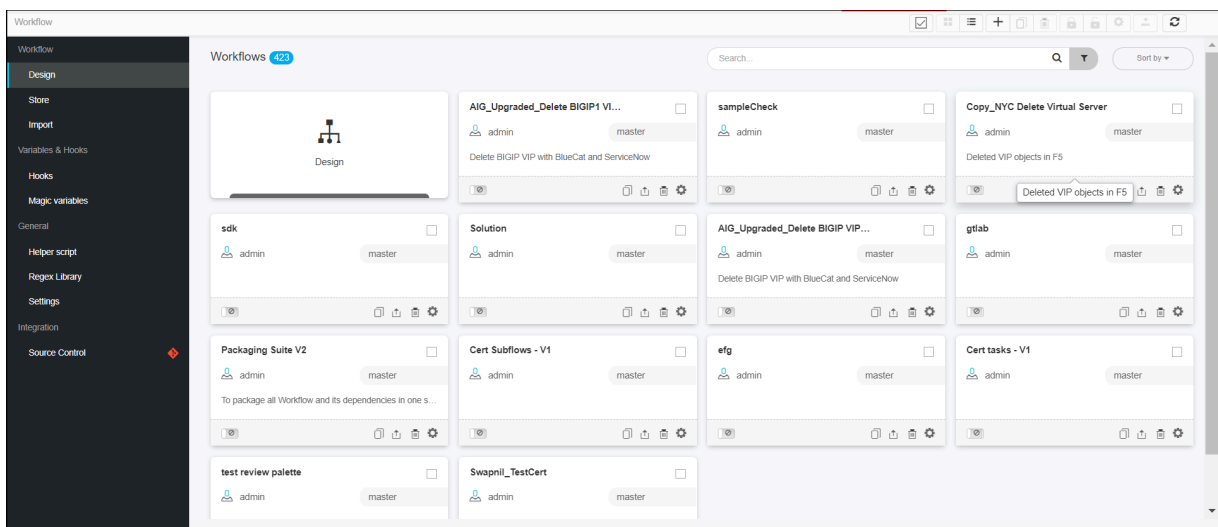 Workflow
Workflow
Design
Store
Import
Variables & Hooks
Hooks
Magic variables
General
Helper script
Regex Library
Settings
Integration
Source Control
Workflows 423
Search...
Sort by
Design
AIG_Upgraded_Delete BIGIP1 VI...
admin master
Delete BIGIP VIP with BlueCat and ServiceNow
sampleCheck
admin master
Copy_NYC Delete Virtual Server
admin master
Deleted VIP objects in F5
Deleted VIP objects in F5
sdk
admin master
Solution
admin master
AIG_Upgraded_Delete BIGIP VIP...
admin master
Delete BIGIP VIP with BlueCat and ServiceNow
gtlab
admin master
Packaging Suite V2
admin master
To package all Workflow and its dependencies in one s...
Cert Subflows - V1
admin master
efg
admin master
Cert tasks - V1
admin master
test review palette
admin master
Swapnil_TestCert
admin master